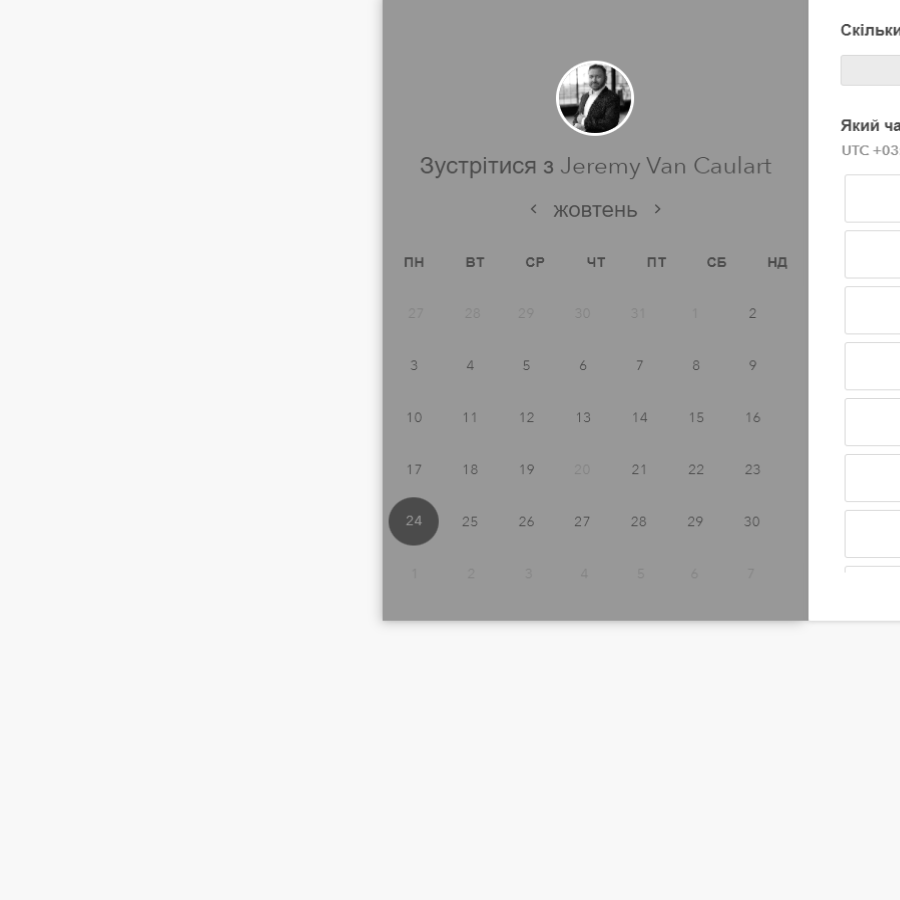 Скільки
Який ча
UTC +03
Зустрітися з Jeremy Van Caulart
жовтень
ПН ВТ СР ЧТ ПТ СБ НД
27 28 29 30 31 1 2
3 4 5 6 7 8 9
10 11 12 13 14 15 16
17 18 19 20 21 22 23
24 25 26 27 28 29 30
1 2 3 4 5 6 7